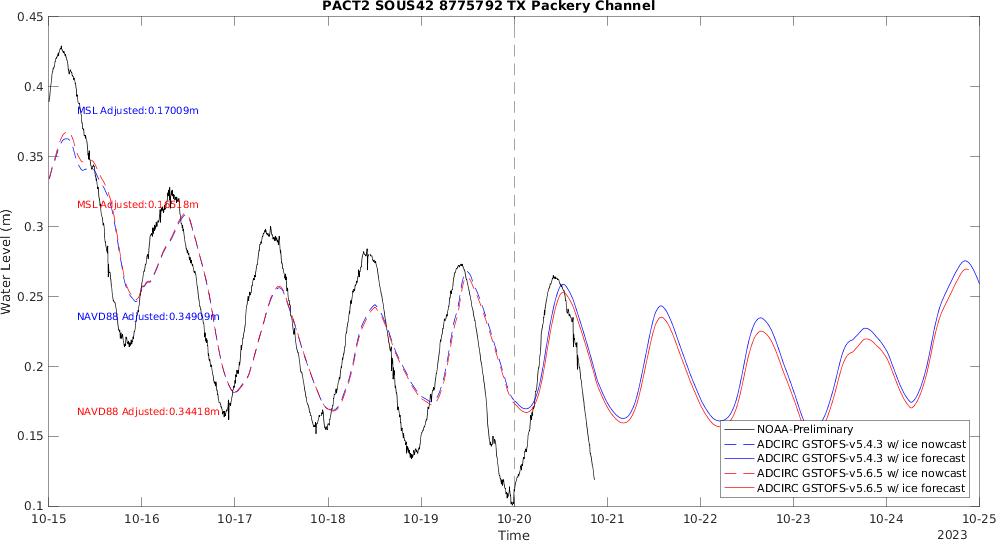 PACT2 SOUS42 8775792 TX Packery Channel
Water Level (m)
0.45
0.4
0.35
0.3
0.25
0.2
0.15
0.1
MSL Adjusted:0.17009m
MSL Adjusted:
NAVD88 Adjusted:0.34909m
NAVD88 Adjusted:0.34418m
NOAA-Preliminary
ADCIRC GSTOFS-v5.4.3 w/ ice nowcast
ADCIRC GSTOFS-v5.4.3 w/ ice forecast
ADCIRC GSTOFS-v5.6.5 w/ ice nowcast
ADCIRC GSTOFS-v5.6.5 w/ ice forecast
10-15 10-16 10-17 10-18 10-19 10-20 10-21 10-22 10-23 10-24 10-25
Time
2023